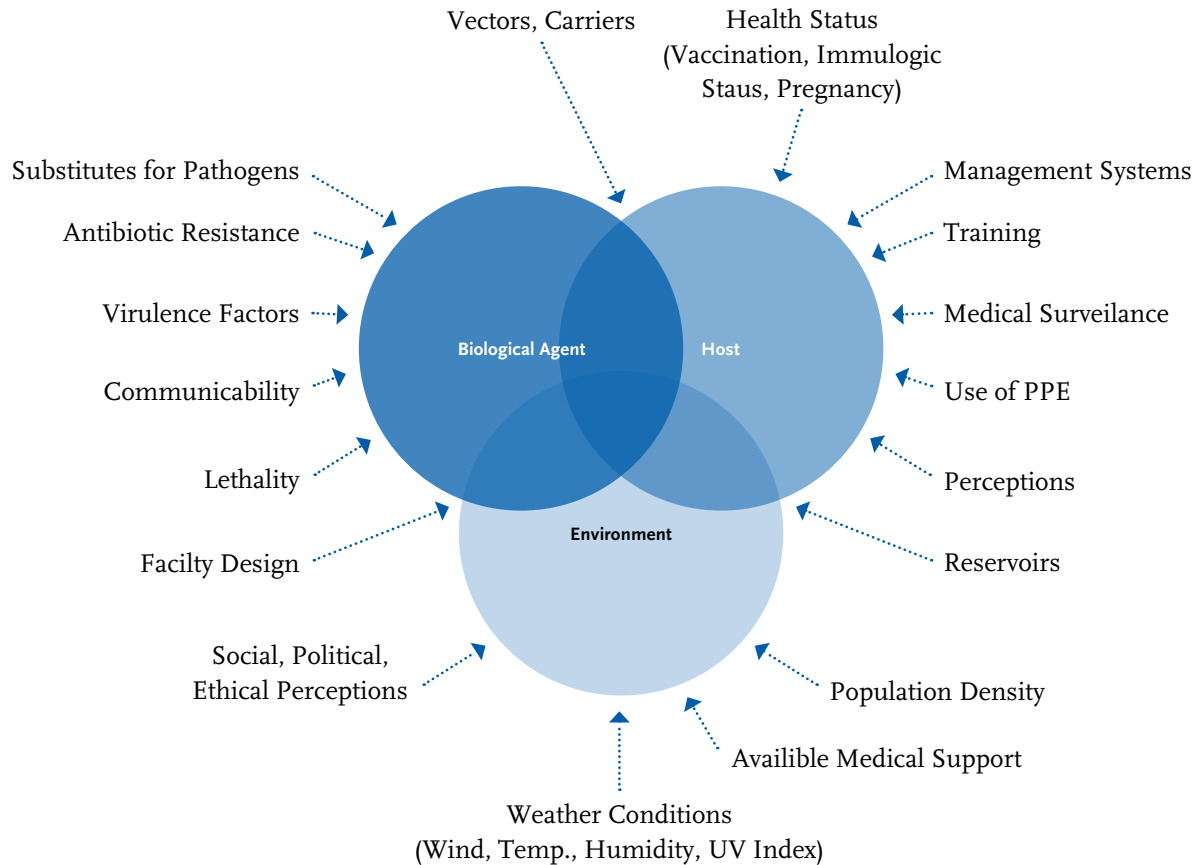 Vectors, Carriers
Health Status
(Vaccination, Immulogic
Staus, Pregnancy)
Substitutes for Pathogens
Management Systems
Antibiotic Resistance
Training
Virulence Factors
Medical Surveilance
Biological Agent
Host
Communicability
Use of PPE
Lethality
Perceptions
Environment
Facilty Design
Reservoirs
Social, Political,
Ethical Perceptions
Population Density
Availible Medical Support
Weather Conditions
(Wind, Temp., Humidity, UV Index)